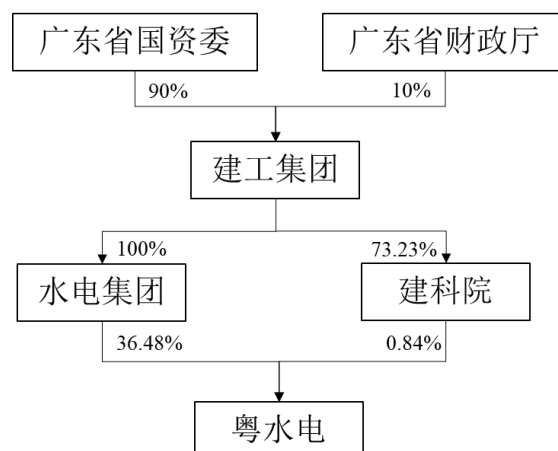 广东省国资委
广东省财政厅
90%
10%
建工集团
100%
73.23%
水电集团
建科院
36.48%
0.84%
粤水电